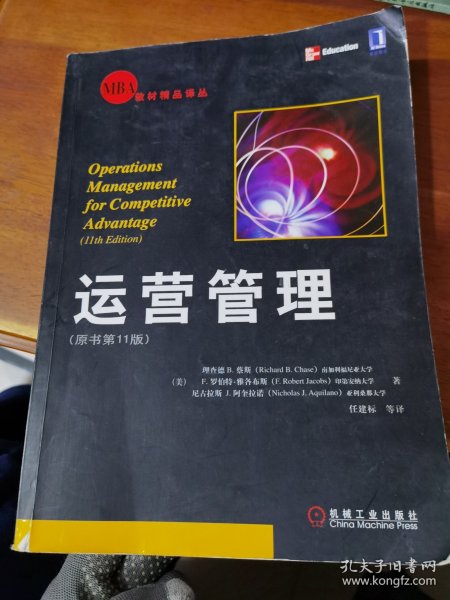 Mc Graw Hill Education
MBA 教材精品译丛
Operations
Management
for Competitive
Advantage
(11th Edition)
运营管理
(原书第11版)
理查德 B. 蔡斯 (Richard B. Chase) 南加利福尼亚大学
(美) F. 罗伯特·雅各布斯 (F. Robert Jacobs) 印第安纳大学 著
尼古拉斯 J. 阿奎拉诺 (Nicholas J. Aquilano) 亚利桑那大学
任建标 等译
机械工业出版社
China Machine Press
孔夫子旧书网
www.kongfz.com